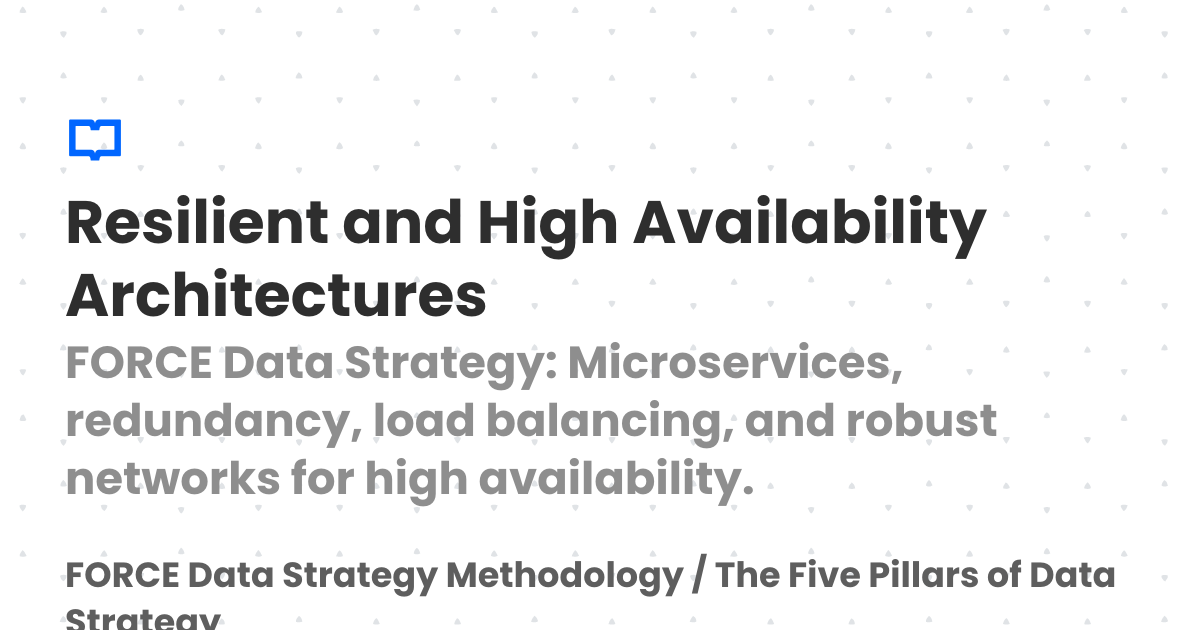 Resilient and High Availability
Architectures
FORCE Data Strategy: Microservices,
redundancy, load balancing, and robust
networks for high availability.
FORCE Data Strategy Methodology / The Five Pillars of Data
Strategy